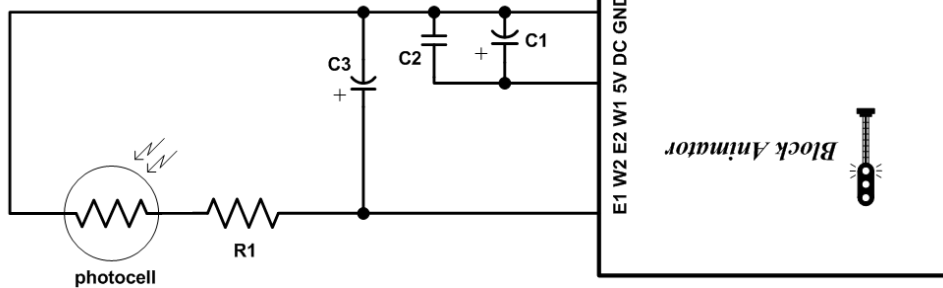 C3
+
C2
+
C1
photocell
R1
E1 W2 E2 W1 5V DC GND
Block Animator